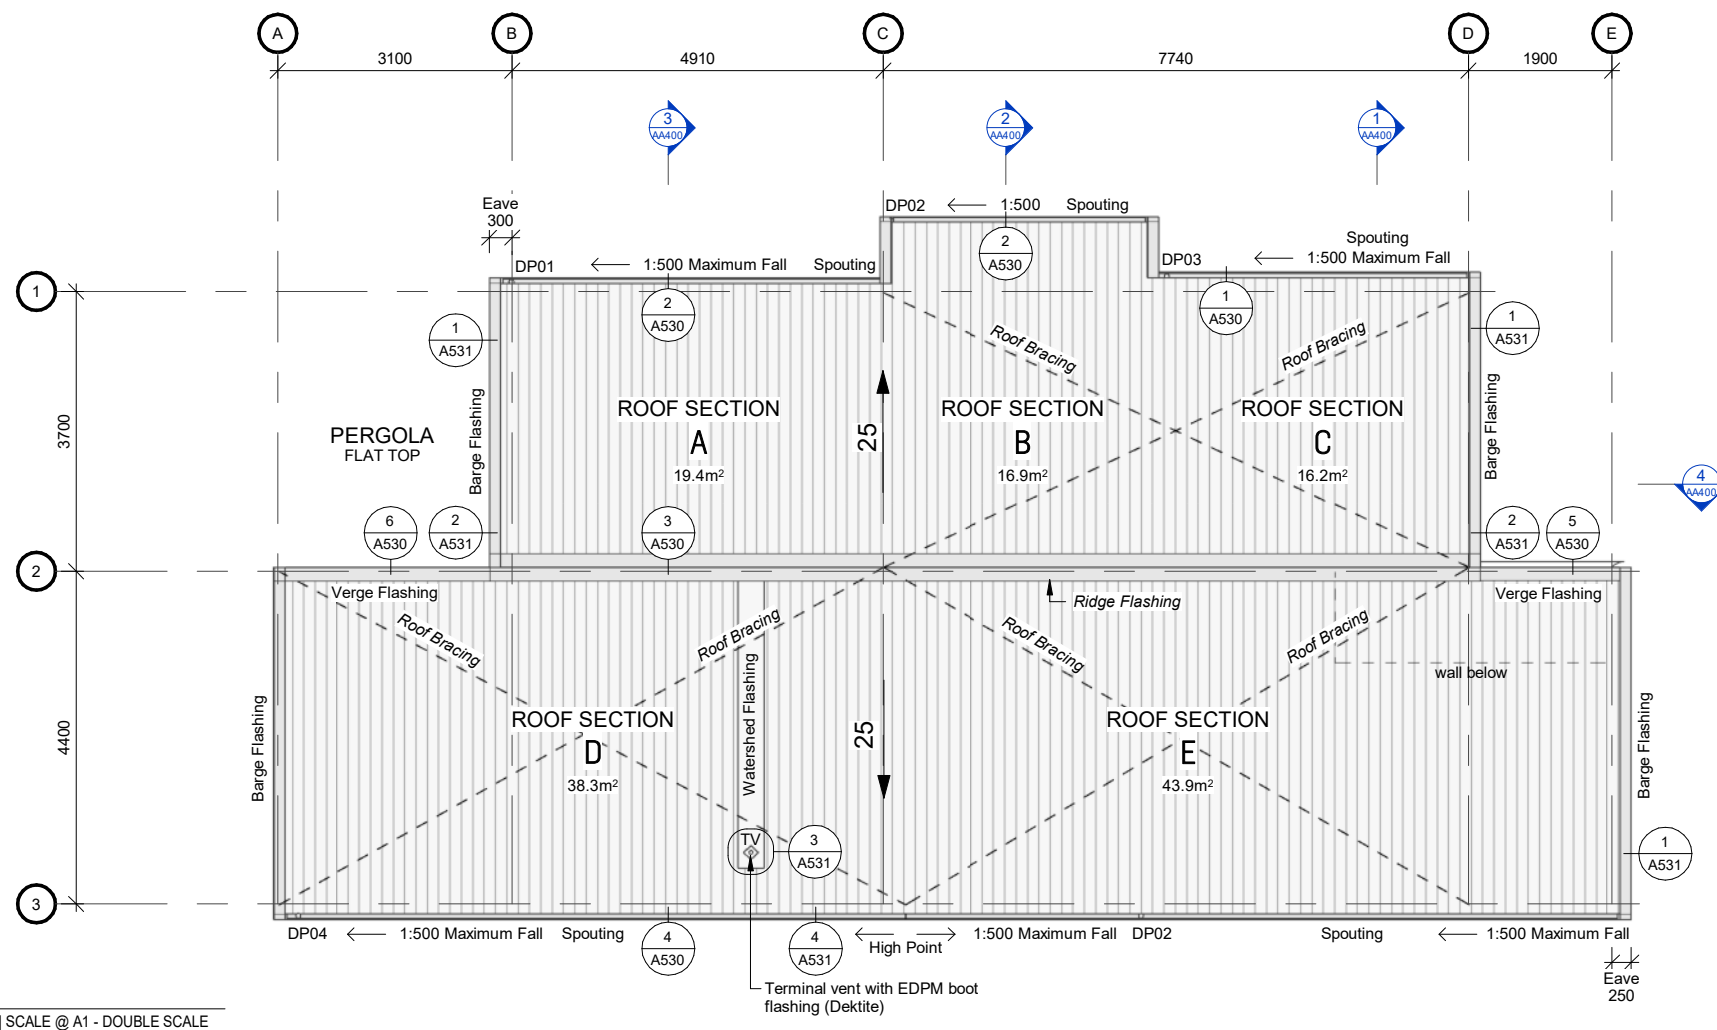 A
B
C
D
E
3100
4910
7740
1900
3
AA400
2
AA400
1
AA400
Eave
300
DP02
1:500
Spouting
DP01
1:500 Maximum Fall
Spouting
2
A530
DP03
Spouting
1:500 Maximum Fall
1
2
A530
1
A530
1
A531
1
A531
Roof Bracing
Roof Bracing
Barge Flashing
Barge Flashing
3700
PERGOLA
FLAT TOP
ROOF SECTION
A
19.4m²
25
ROOF SECTION
B
16.9m²
ROOF SECTION
C
16.2m²
4
AA400
6
A530
2
A531
3
A530
2
A531
5
A530
2
Verge Flashing
Ridge Flashing
Verge Flashing
Roof Bracing
Roof Bracing
Roof Bracing
Roof Bracing
wall below
Barge Flashing
Watershed Flashing
Barge Flashing
4400
ROOF SECTION
D
38.3m²
25
ROOF SECTION
E
43.9m²
TV
3
A531
1
A531
3
DP04
1:500 Maximum Fall
Spouting
4
A530
4
A531
High Point
1:500 Maximum Fall
DP02
Spouting
1:500 Maximum Fall
Eave
250
Terminal vent with EDPM boot
flashing (Dektite)
SCALE @ A1 - DOUBLE SCALE